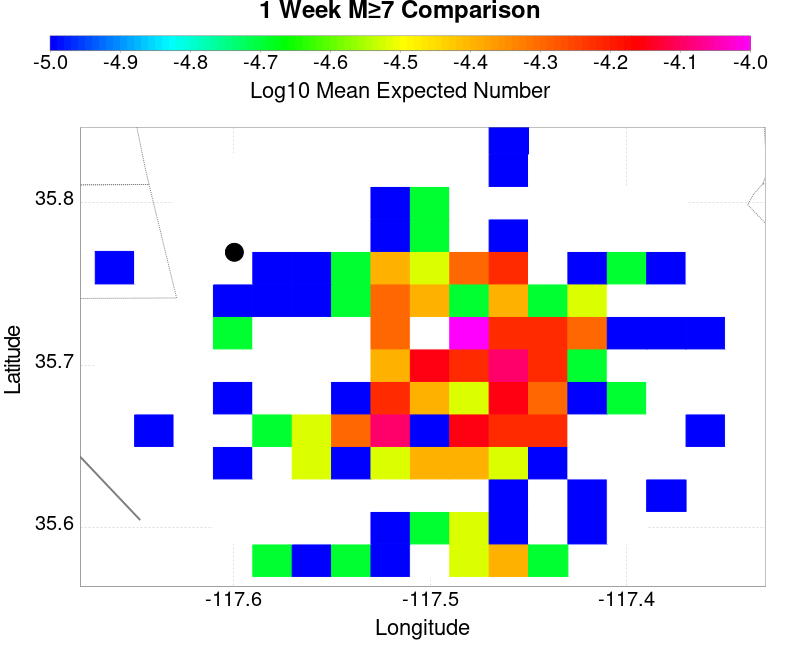 1 Week M≥7 Comparison
-5.0 -4.9 -4.8 -4.7 -4.6 -4.5 -4.4 -4.3 -4.2 -4.1 -4.0
Log10 Mean Expected Number
35.8
35.7
35.6
Latitude
-117.6 -117.5 -117.4
Longitude